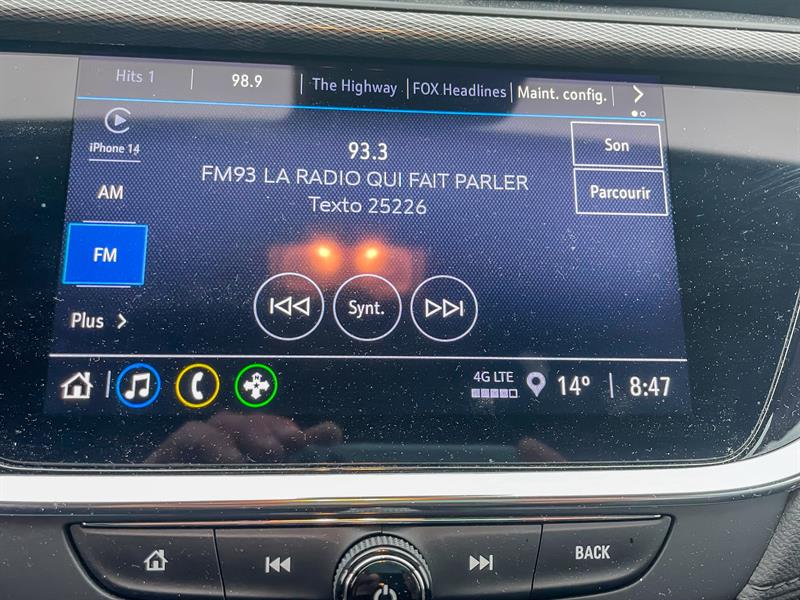 Hits 1 98.9 The Highway FOX Headlines Maint. config.
iPhone 14
93.3
Son
FM93 LA RADIO QUI FAIT PARLER
AM
Parcourir
Texto 25226
FM
Synt.
Plus
4G LTE
14° 8:47
BACK